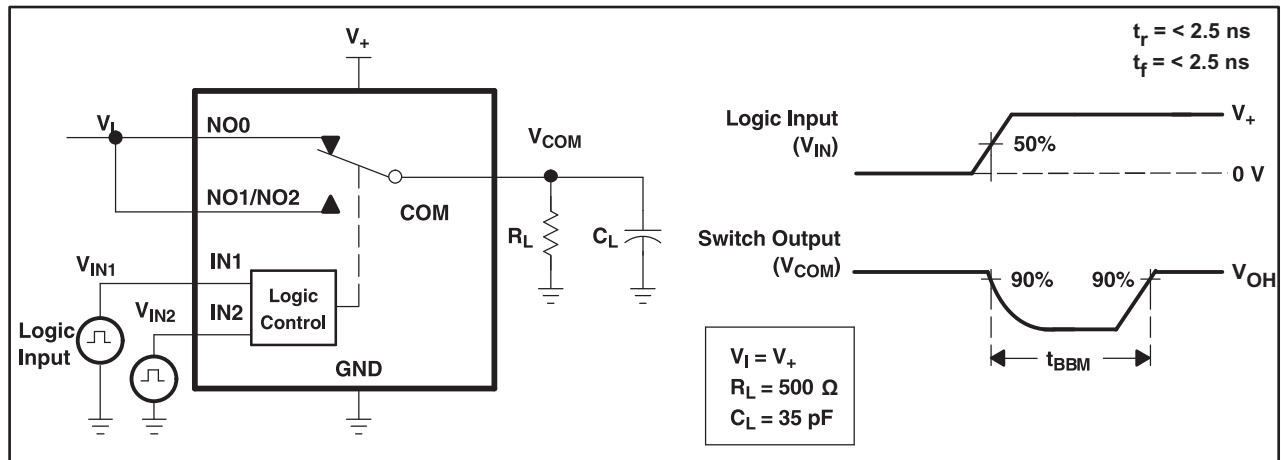 V+
NO0
VI
NO1/NO2
VCOM
COM
RL
CL
VIN1
IN1
VIN2
IN2
Logic
Control
Logic
Input
GND
tr = < 2.5 ns
tf = < 2.5 ns
Logic Input
(VIN)
50%
V+
0 V
Switch Output
(VCOM)
90%
90%
VOH
tBBM
VI = V+
RL = 500 Ω
CL = 35 pF